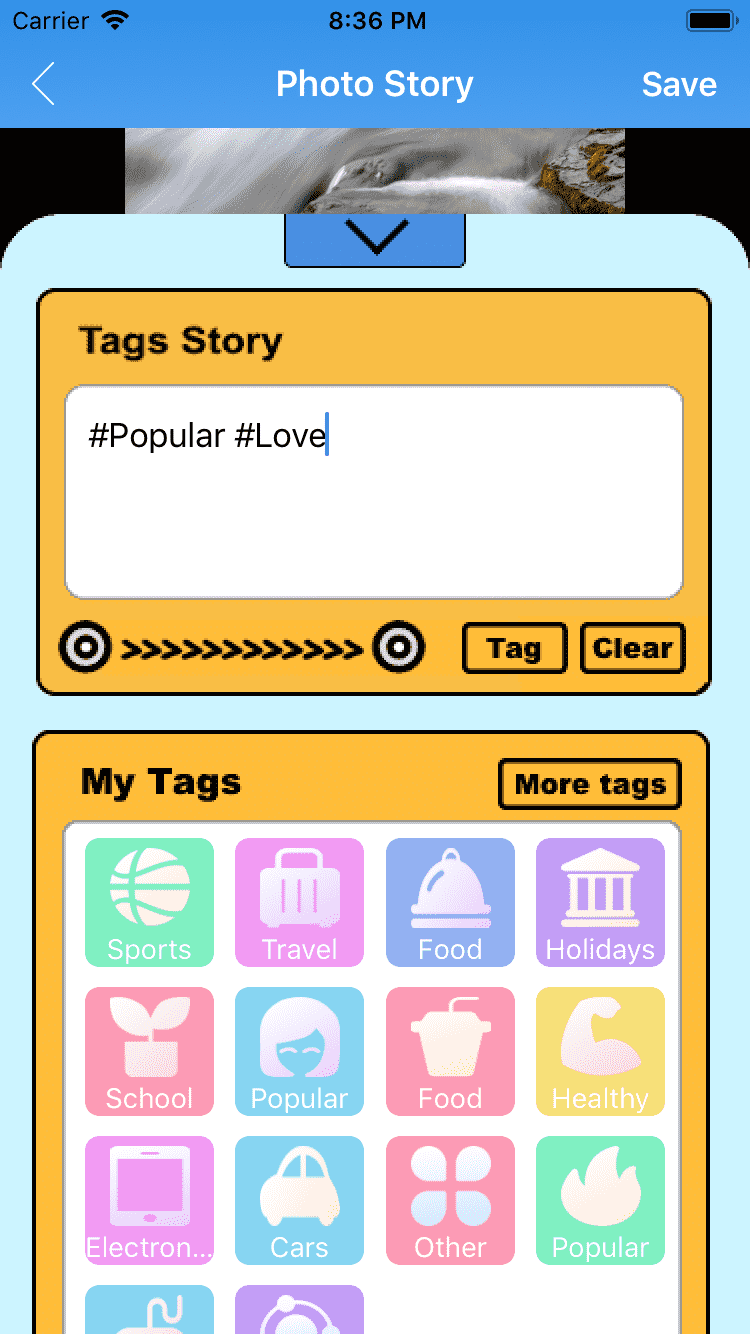 Carrier 8:36 PM
Photo Story Save
Tags Story
#Popular #Love
>>>>>>>>>>>> Tag Clear
My Tags More tags
Sports Travel Food Holidays
School Popular Food Healthy
Electron... Cars Other Popular